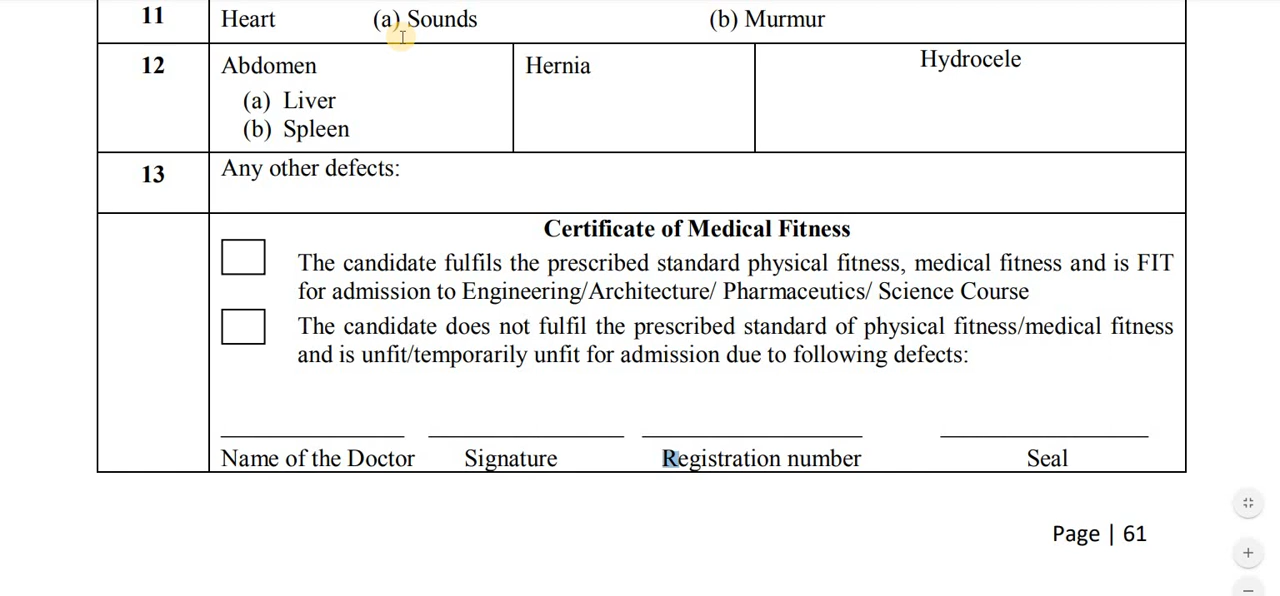 11 Heart (a) Sounds (b) Murmur
12 Abdomen Hernia Hydrocele
(a) Liver
(b) Spleen
13 Any other defects:
Certificate of Medical Fitness
The candidate fulfils the prescribed standard physical fitness, medical fitness and is FIT
for admission to Engineering/Architecture/ Pharmaceutics/ Science Course
The candidate does not fulfil the prescribed standard of physical fitness/medical fitness
and is unfit/temporarily unfit for admission due to following defects:
Name of the Doctor Signature Registration number Seal
Page | 61